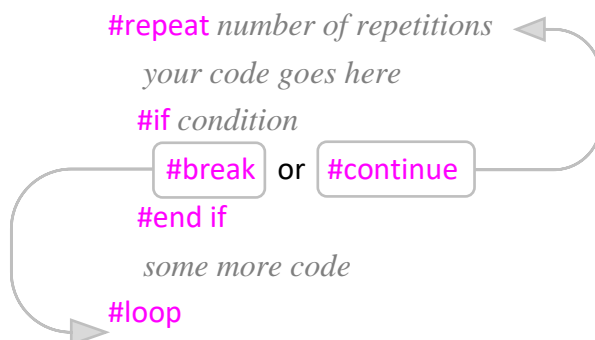 #repeat number of repetitions
your code goes here
#if condition
#break or #continue
#end if
some more code
#loop